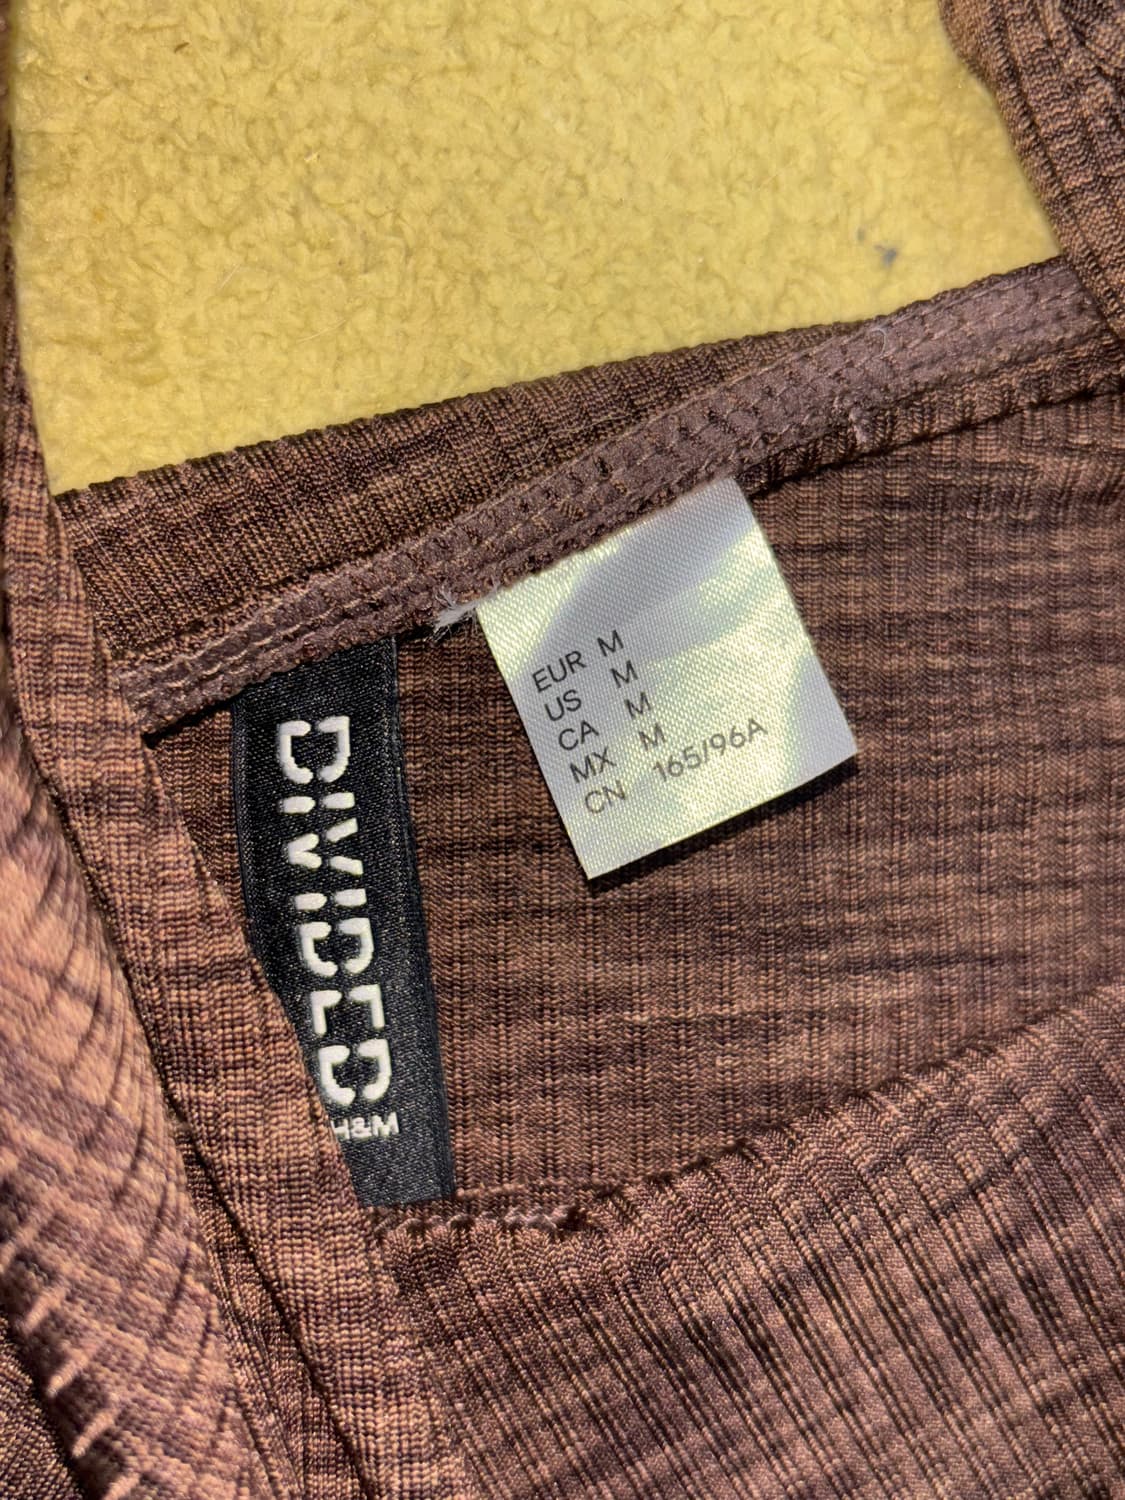 DIVIDED
H&M
EUR M
US M
CA M
MX M
CN 165/96A